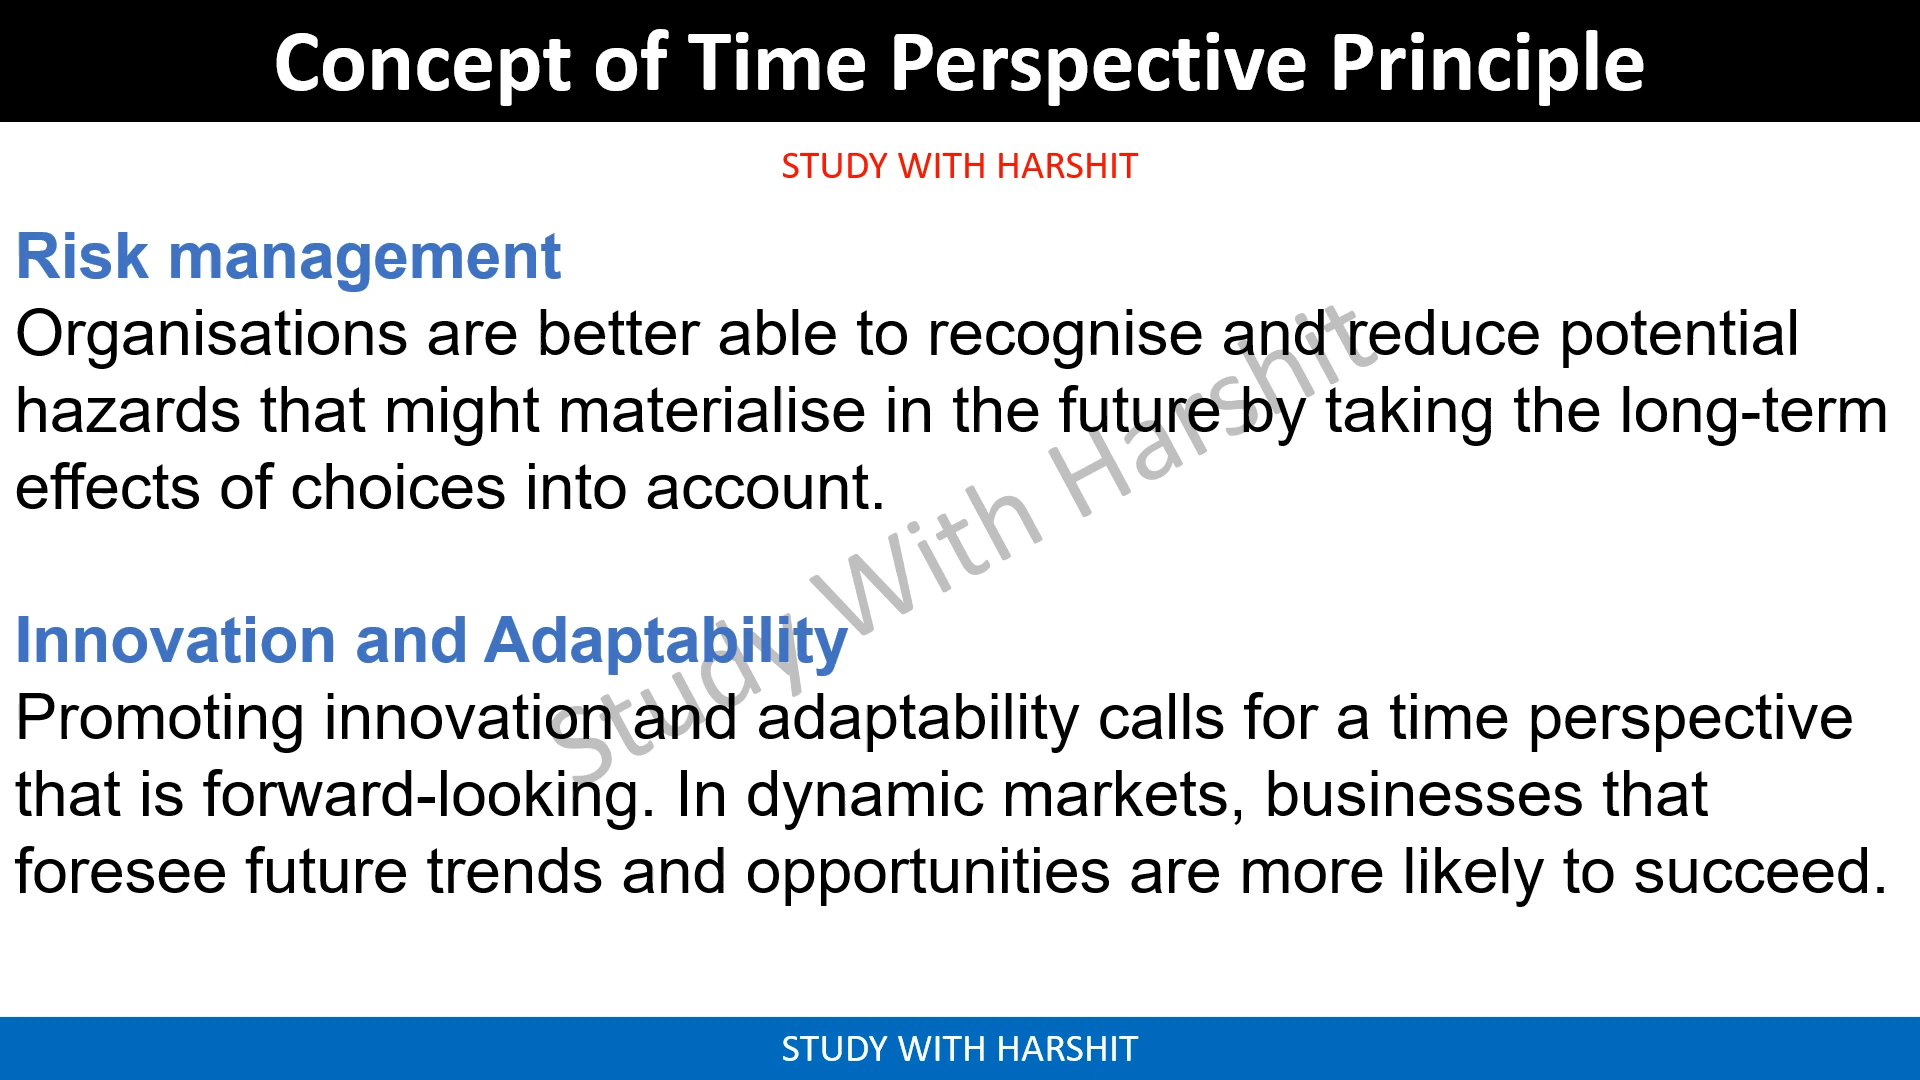 Concept of Time Perspective Principle
STUDY WITH HARSHIT
Risk management
Organisations are better able to recognise and reduce potential
hazards that might materialise in the future by taking the long-term
effects of choices into account.
Innovation and Adaptability
Promoting innovation and adaptability calls for a time perspective
that is forward-looking. In dynamic markets, businesses that
foresee future trends and opportunities are more likely to succeed.
Study With Harshit
STUDY WITH HARSHIT